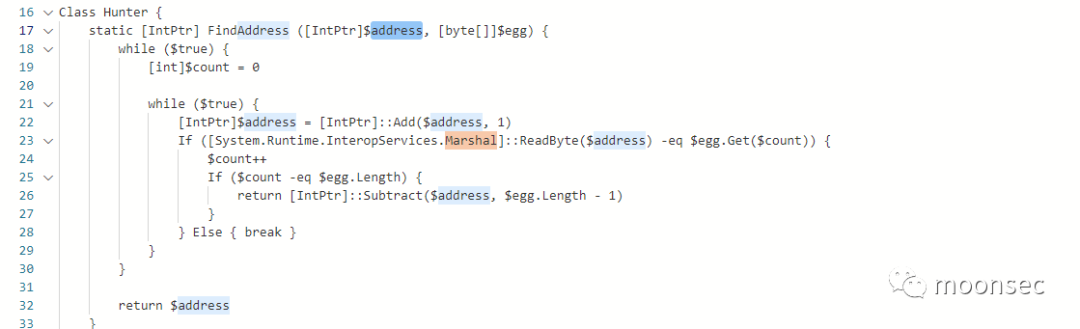 16 Class Hunter {
17 static [IntPtr] FindAddress ([IntPtr]$address, [byte[]]$egg) {
18 while ($true) {
19 [int]$count = 0
20
21 while ($true) {
22 [IntPtr]$address = [IntPtr]::Add($address, 1)
23 If ([System.Runtime.InteropServices.Marshal]::ReadByte($address) -eq $egg.Get($count)) {
24 $count++
25 If ($count -eq $egg.Length) {
26 return [IntPtr]::Subtract($address, $egg.Length - 1)
27 }
28 } Else { break }
29 }
30 }
31
32 return $address
33 }
moonsec